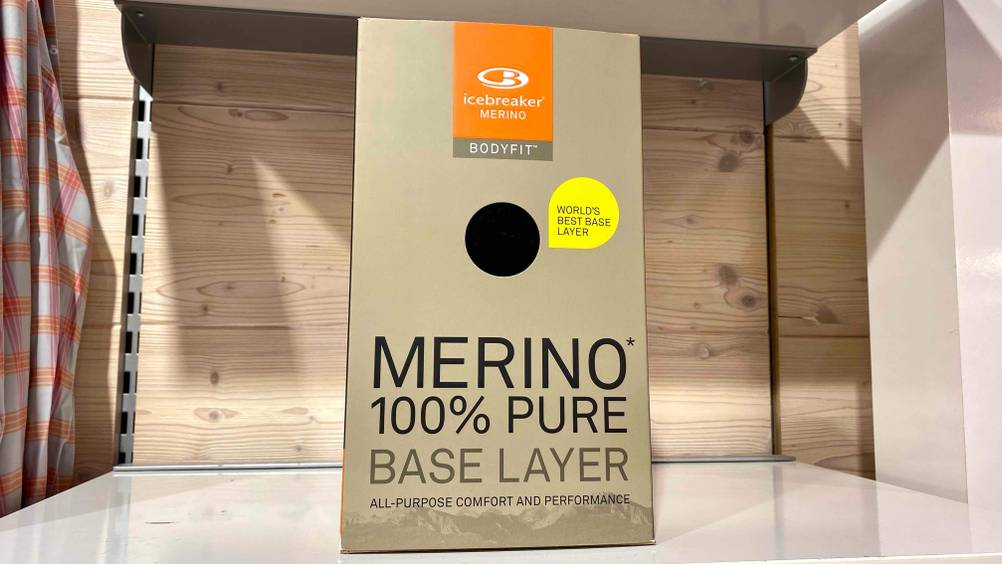 icebreaker®
MERINO
BODYFIT™
WORLD'S
BEST BASE
LAYER
MERINO*
100% PURE
BASE LAYER
ALL-PURPOSE COMFORT AND PERFORMANCE